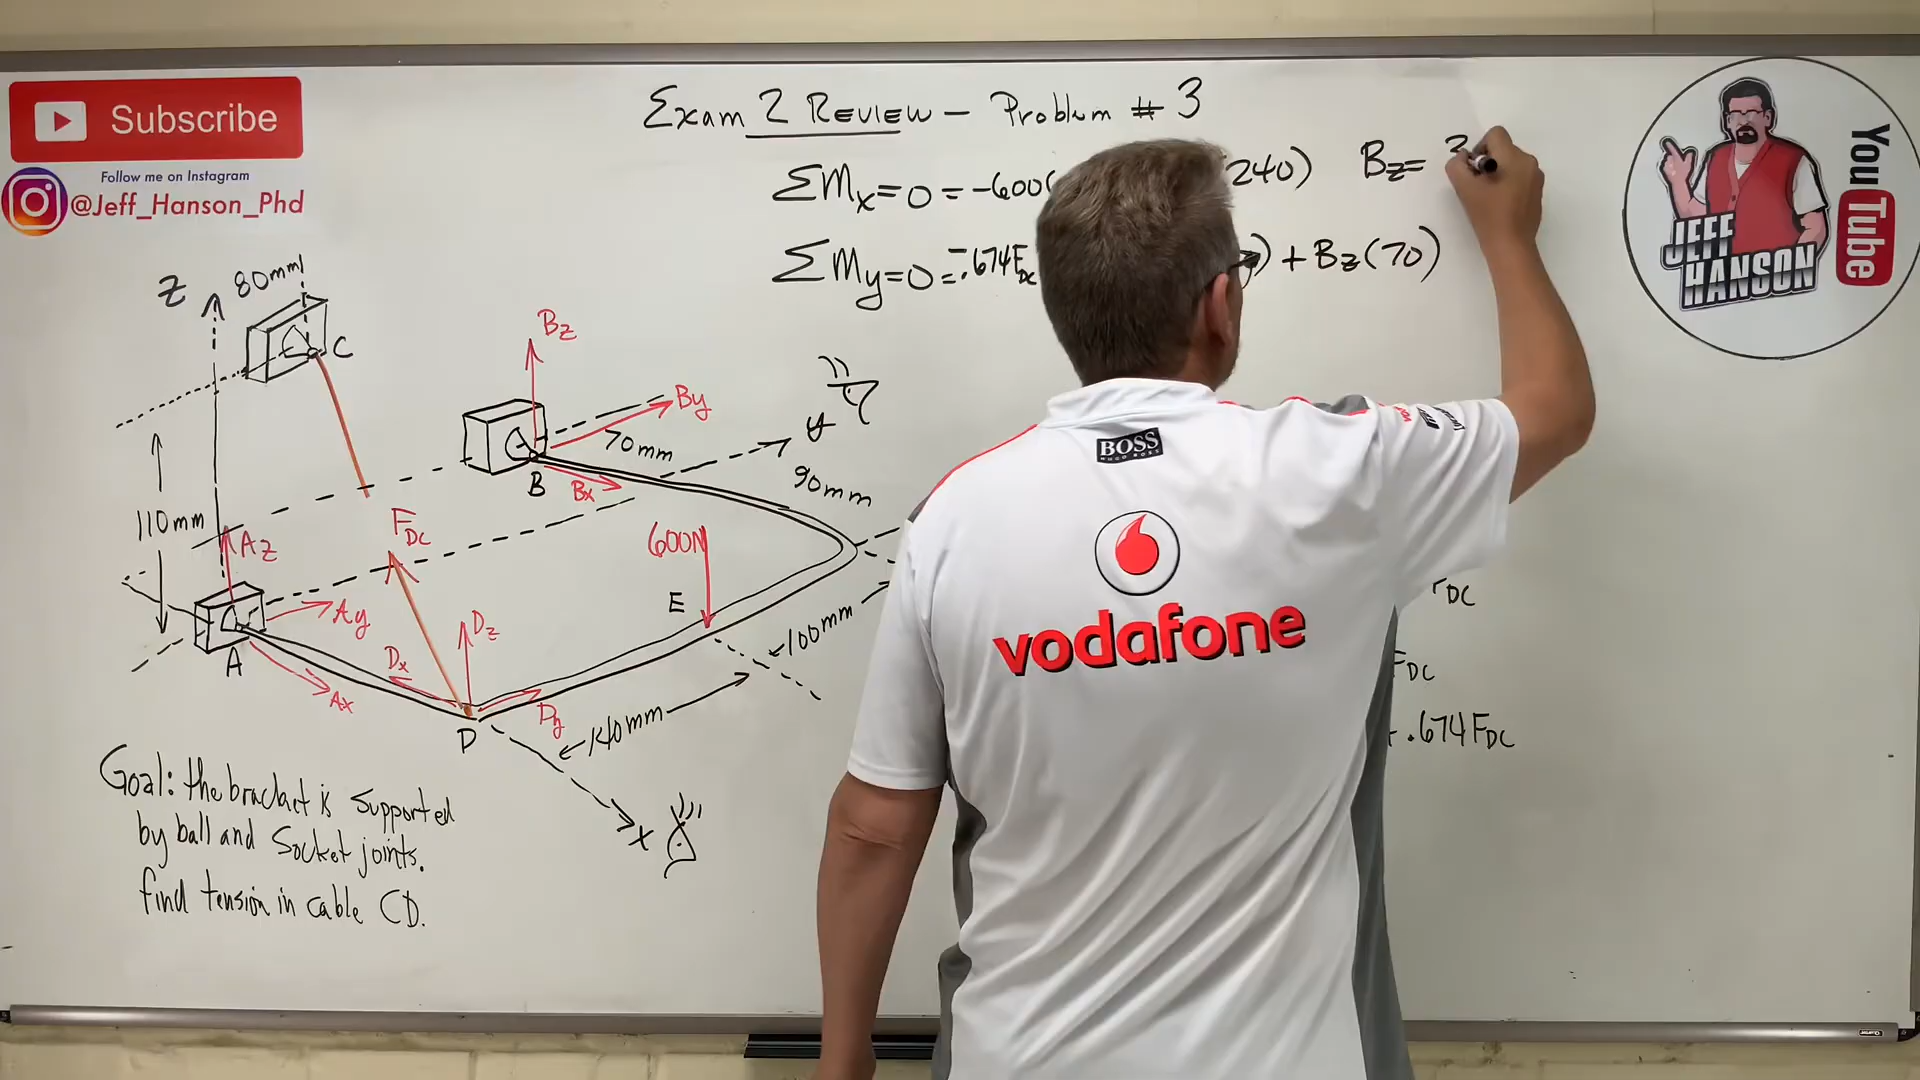 Subscribe
Follow me on Instagram
@Jeff_Hanson_Phd
Exam 2 Review - Problem # 3
ΣMx=0=-600(
240) Bz=
ΣMy=0=-.674FDC
) +Bz(70)
YouTube
JEFF
HANSON
Z
80mm
C
Bz
By
70mm
y
90mm
B
Bx
110mm
Az
FDC
600N
E
Ay
A
Dz
Dx
Ax
Dy
D
140mm
100mm
x
BOSS
HUGO BOSS
vodafone
FDC
FDC
.674FDC
Goal: the bracket is supported
by ball and socket joints.
find tension in cable CD.